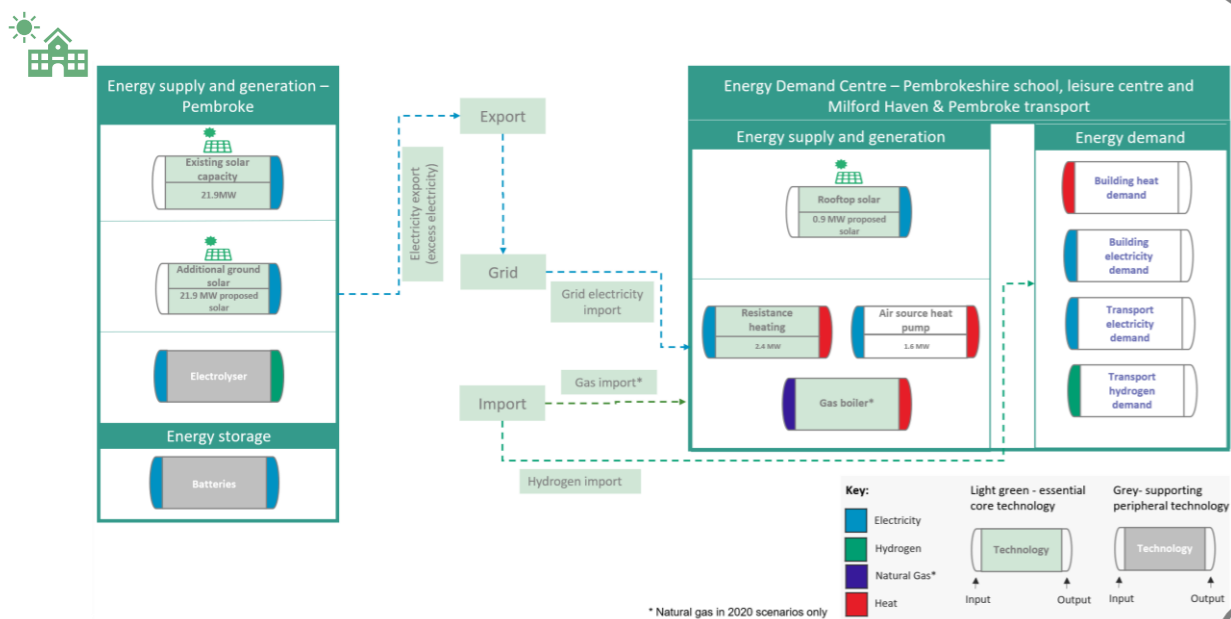 Energy supply and generation –
Pembroke
Existing solar
capacity
21.9MW
Additional ground
solar
21.9 MW proposed
solar
Electrolyser
Energy storage
Batteries
Electricity export
(excess electricity)
Export
Grid
Grid electricity
import
Gas import*
Import
Hydrogen import
Energy Demand Centre – Pembrokeshire school, leisure centre and
Milford Haven & Pembroke transport
Energy supply and generation
Rooftop solar
0.9 MW proposed
solar
Resistance
heating
2.4 MW
Air source heat
pump
1.6 MW
Gas boiler*
Energy demand
Building heat
demand
Building
electricity
demand
Transport
electricity
demand
Transport
hydrogen
demand
Key:
Electricity
Hydrogen
Natural Gas*
Heat
Light green - essential
core technology
Technology
Input
Output
Grey- supporting
peripheral technology
Technology
Input
Output
* Natural gas in 2020 scenarios only